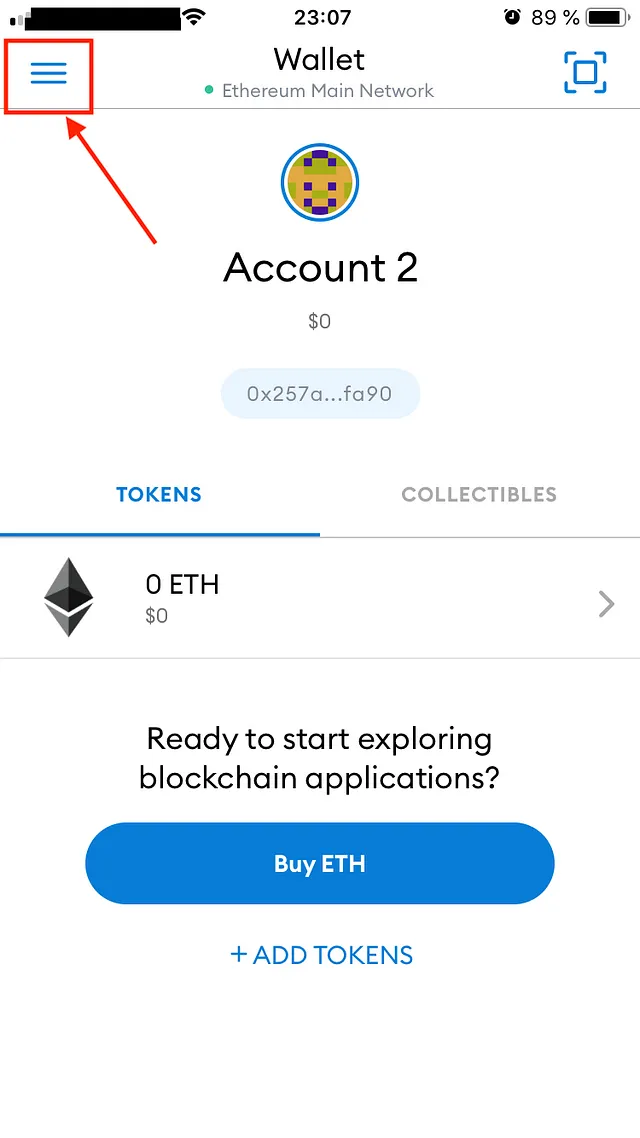 23:07
89 %
Wallet
Ethereum Main Network
Account 2
$0
0x257a...fa90
TOKENS
COLLECTIBLES
0 ETH
$0
Ready to start exploring
blockchain applications?
Buy ETH
+ ADD TOKENS